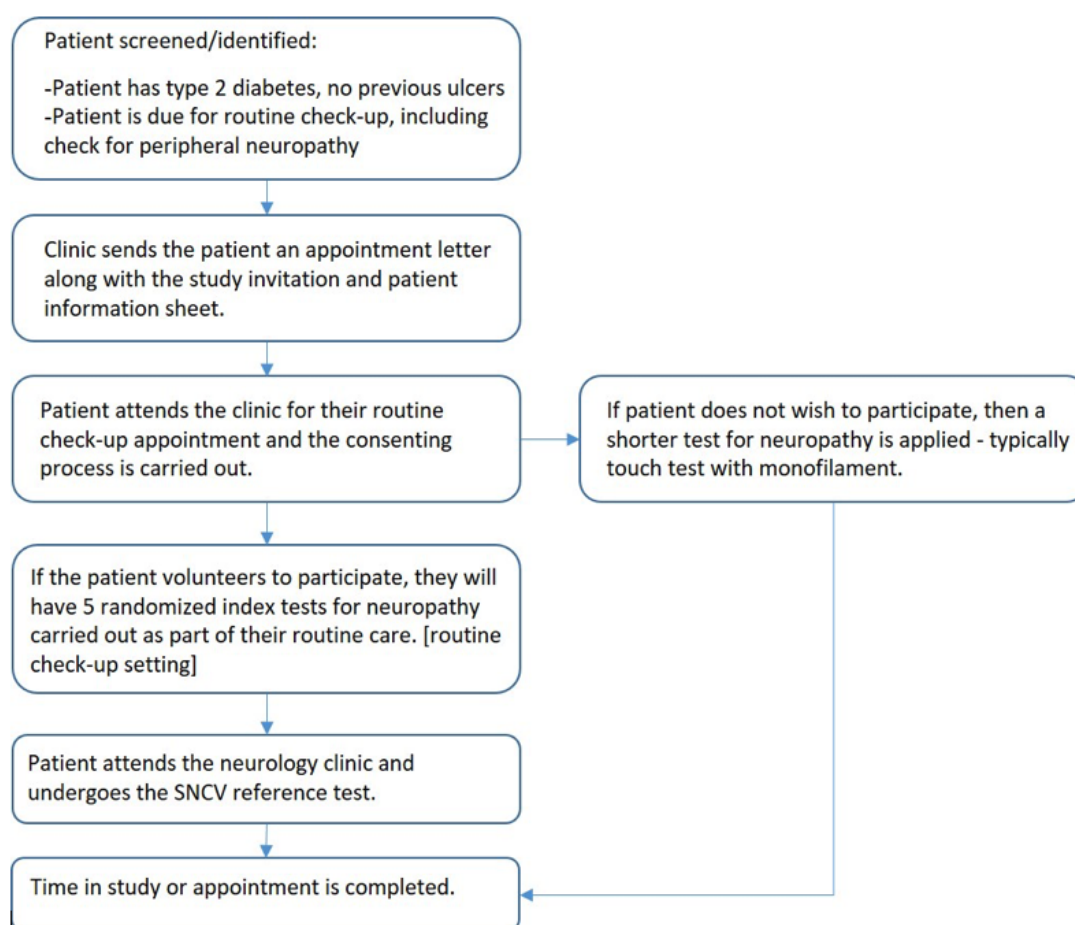 Patient screened/identified:
-Patient has type 2 diabetes, no previous ulcers
-Patient is due for routine check-up, including
check for peripheral neuropathy
Clinic sends the patient an appointment letter
along with the study invitation and patient
information sheet.
Patient attends the clinic for their routine
check-up appointment and the consenting
process is carried out.
If patient does not wish to participate, then a
shorter test for neuropathy is applied - typically
touch test with monofilament.
If the patient volunteers to participate, they will
have 5 randomized index tests for neuropathy
carried out as part of their routine care. [routine
check-up setting]
Patient attends the neurology clinic and
undergoes the SNCV reference test.
Time in study or appointment is completed.